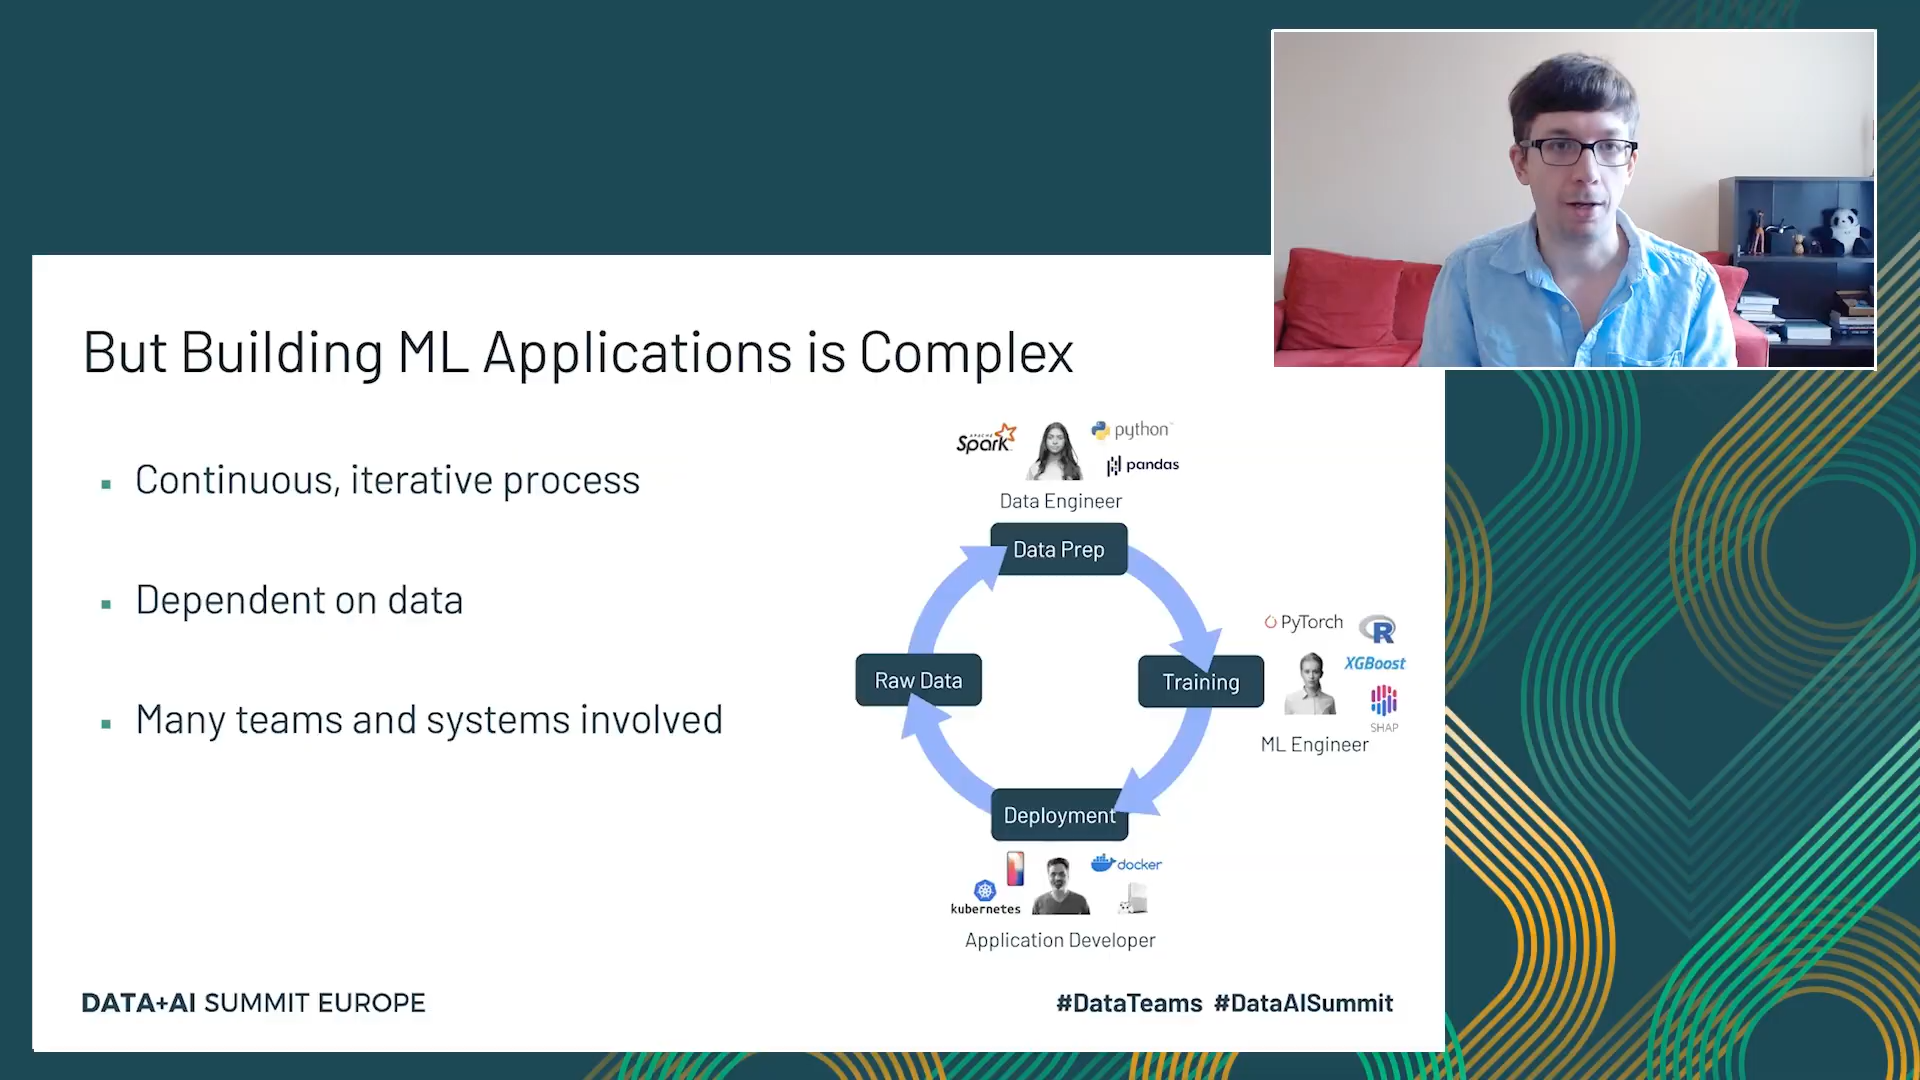 But Building ML Applications is Complex
Continuous, iterative process
Dependent on data
Many teams and systems involved
APACHE
Spark
python
pandas
Data Engineer
Data Prep
Raw Data
Training
PyTorch
R
XGBoost
SHAP
ML Engineer
Deployment
kubernetes
docker
Application Developer
DATA+AI SUMMIT EUROPE
#DataTeams #DataAISummit